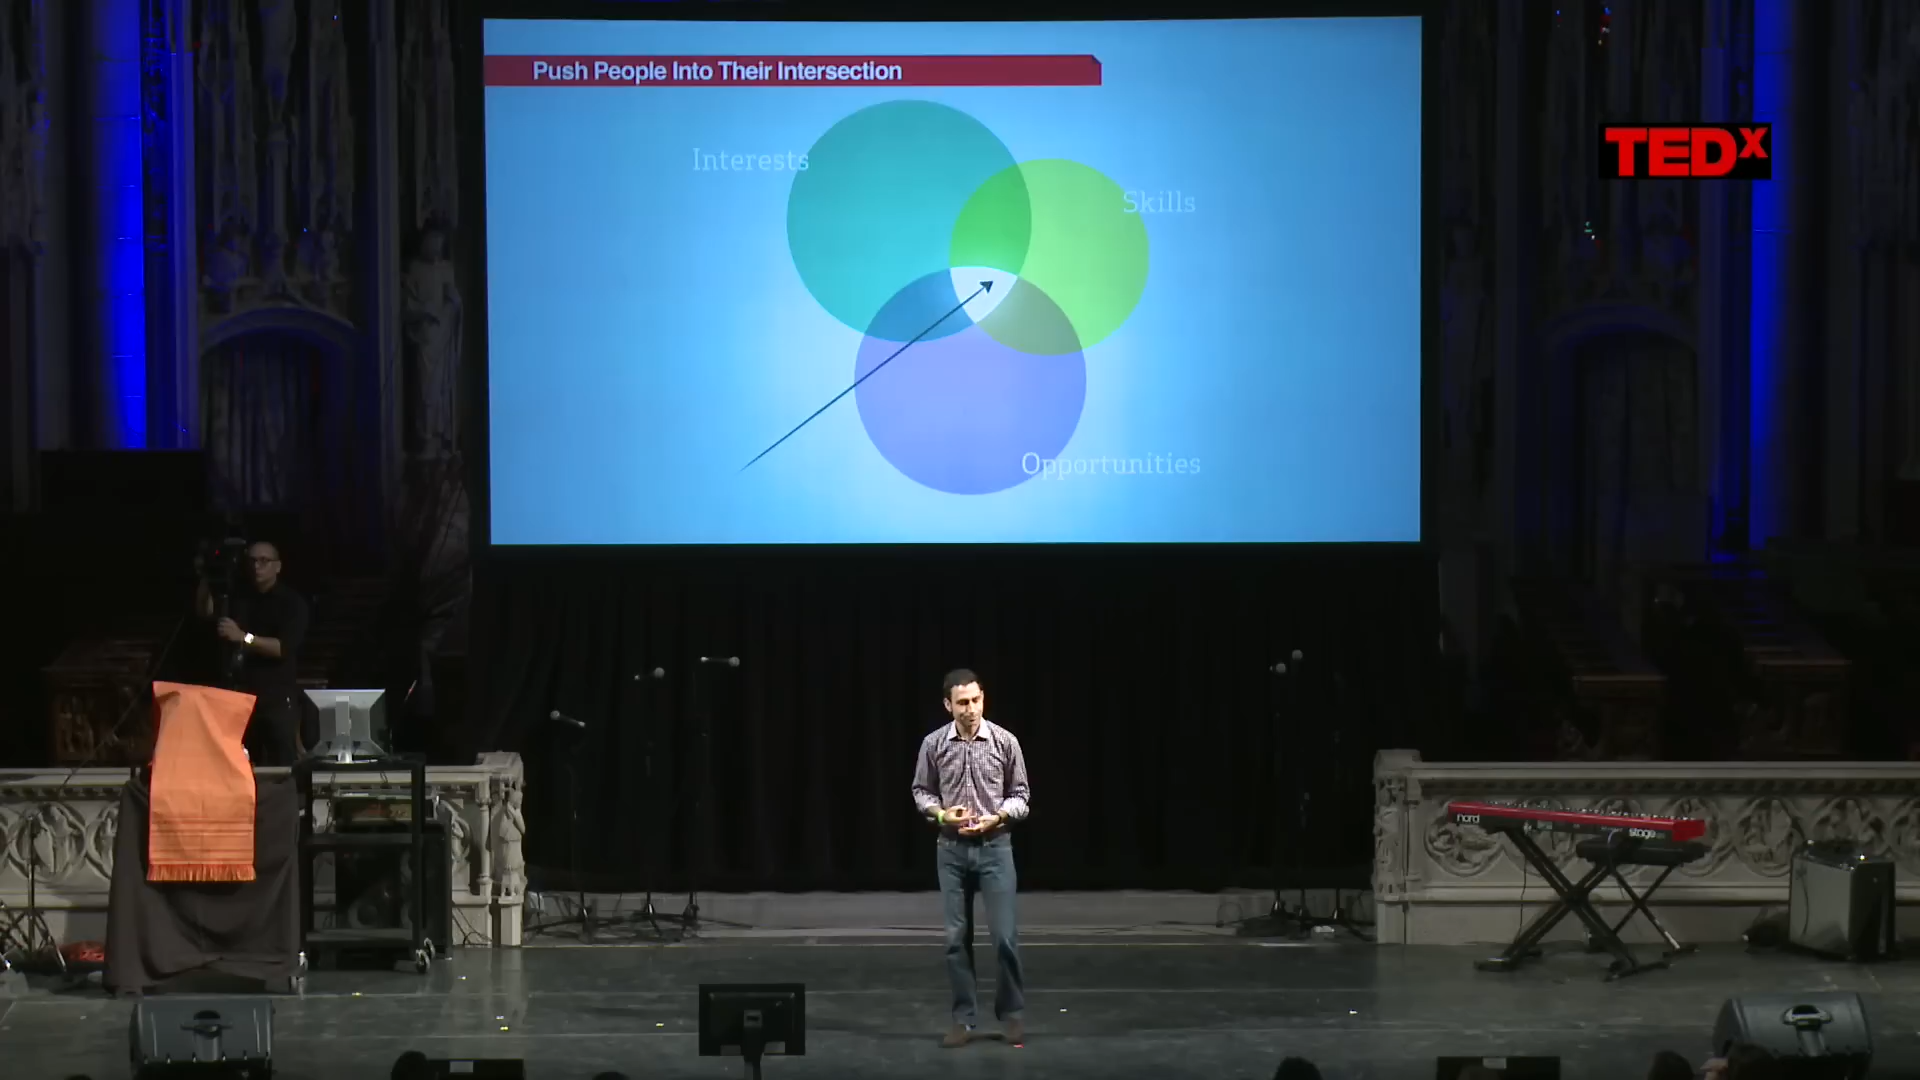 Push People Into Their Intersection
Interests
Skills
Opportunities
TEDx
nord
stage